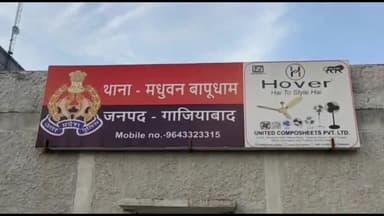 थाना - मधुवन बापूधाम
जनपद - गाजियाबाद
Mobile no.-9643323315
Hover
Hai To Style Hai
UNITED COMPOSHEETS PVT. LTD.